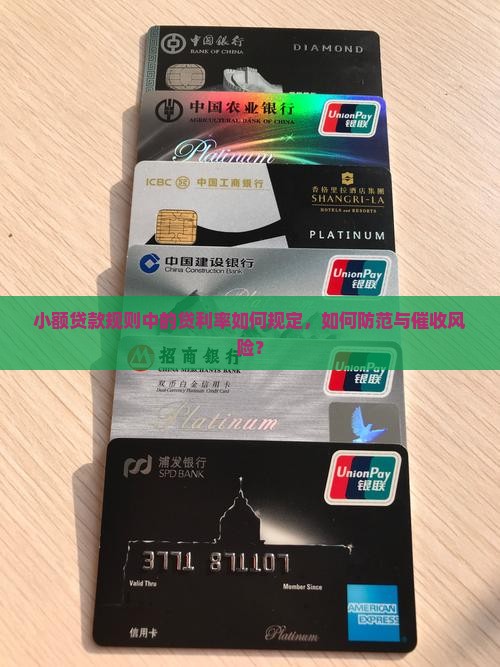 中国银行
BANK OF CHINA
DIAMOND
中国农业银行
AGRICULTURAL BANK OF CHINA
UnionPay
银联
Platinum
ICBC 中国工商银行
香格里拉酒店集團
SHANGRI-LA
HOTELS and RESORTS
PLATINUM
中国建设银行
China Construction Bank
UnionPay
银联
小额贷款规则中的贷利率如何规定，如何防范与催收风
险？
招商银行
CHINA MERCHANTS BANK
双币白金信用卡
Dual-Currency Platinum Credit Card
UnionPay
银联
Platinum
浦发银行
SPD BANK
UnionPay
银联
Valid Thru
Member Since
AMERICAN
EXPRESS
信用卡
Platinum